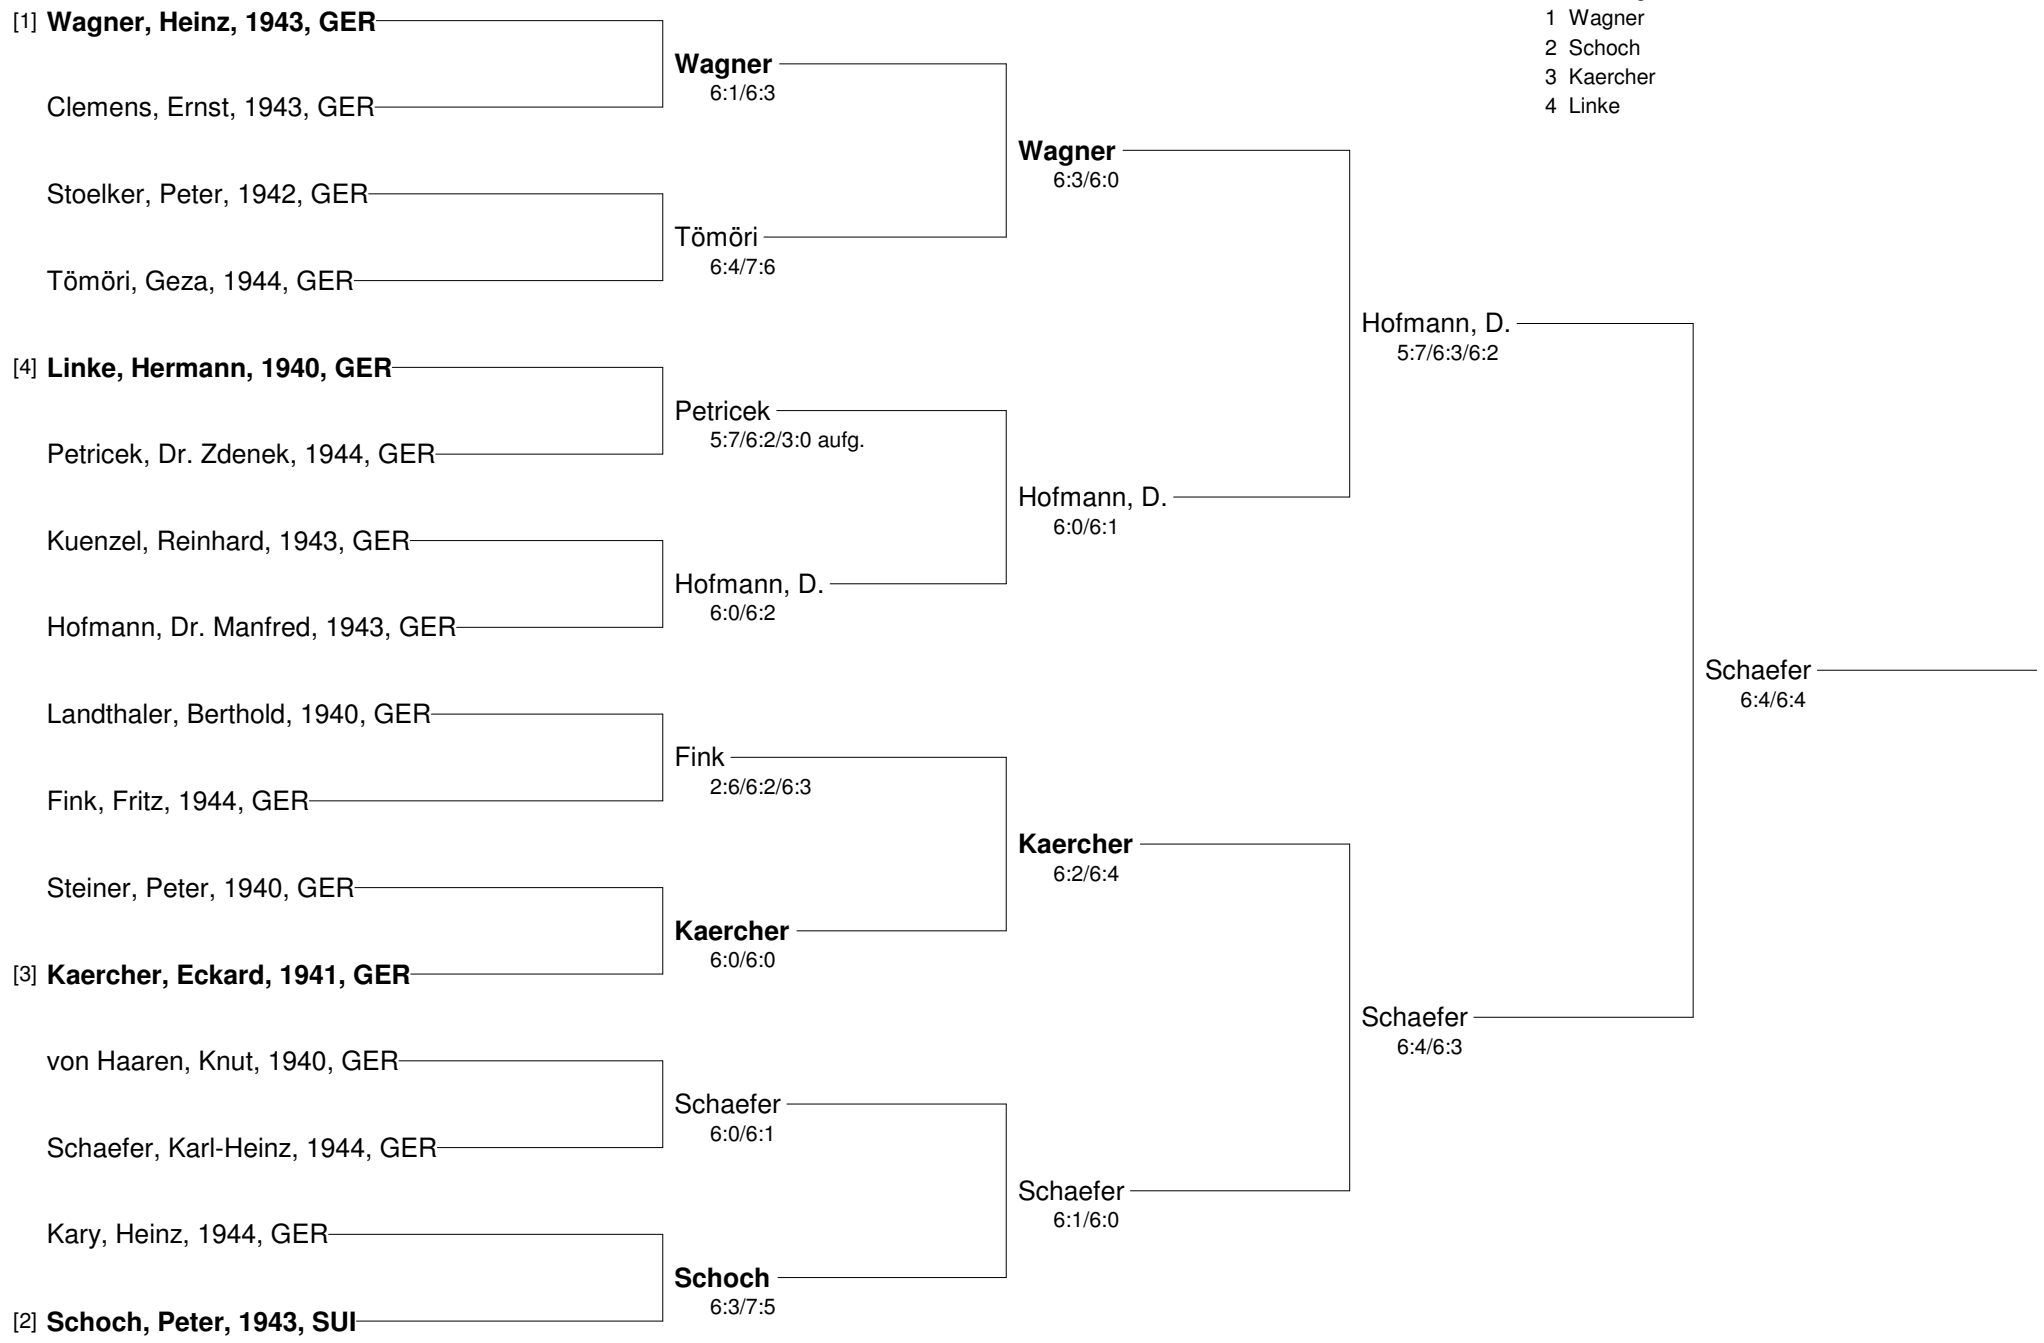 [1] Wagner, Heinz, 1943, GER
Clemens, Ernst, 1943, GER
Stoelker, Peter, 1942, GER
Tömöri, Geza, 1944, GER
[4] Linke, Hermann, 1940, GER
Petricek, Dr. Zdenek, 1944, GER
Kuenzel, Reinhard, 1943, GER
Hofmann, Dr. Manfred, 1943, GER
Landthaler, Berthold, 1940, GER
Fink, Fritz, 1944, GER
Steiner, Peter, 1940, GER
[3] Kaercher, Eckard, 1941, GER
von Haaren, Knut, 1940, GER
Schaefer, Karl-Heinz, 1944, GER
Kary, Heinz, 1944, GER
[2] Schoch, Peter, 1943, SUI
Wagner
6:1/6:3
Tömöri
6:4/7:6
Petricek
5:7/6:2/3:0 aufg.
Hofmann, D.
6:0/6:2
Fink
2:6/6:2/6:3
Kaercher
6:0/6:0
Schaefer
6:0/6:1
Schoch
6:3/7:5
Wagner
6:3/6:0
Hofmann, D.
6:0/6:1
Kaercher
6:2/6:4
Schaefer
6:1/6:0
Hofmann, D.
5:7/6:3/6:2
Schaefer
6:4/6:3
Schaefer
6:4/6:4
1 Wagner
2 Schoch
3 Kaercher
4 Linke